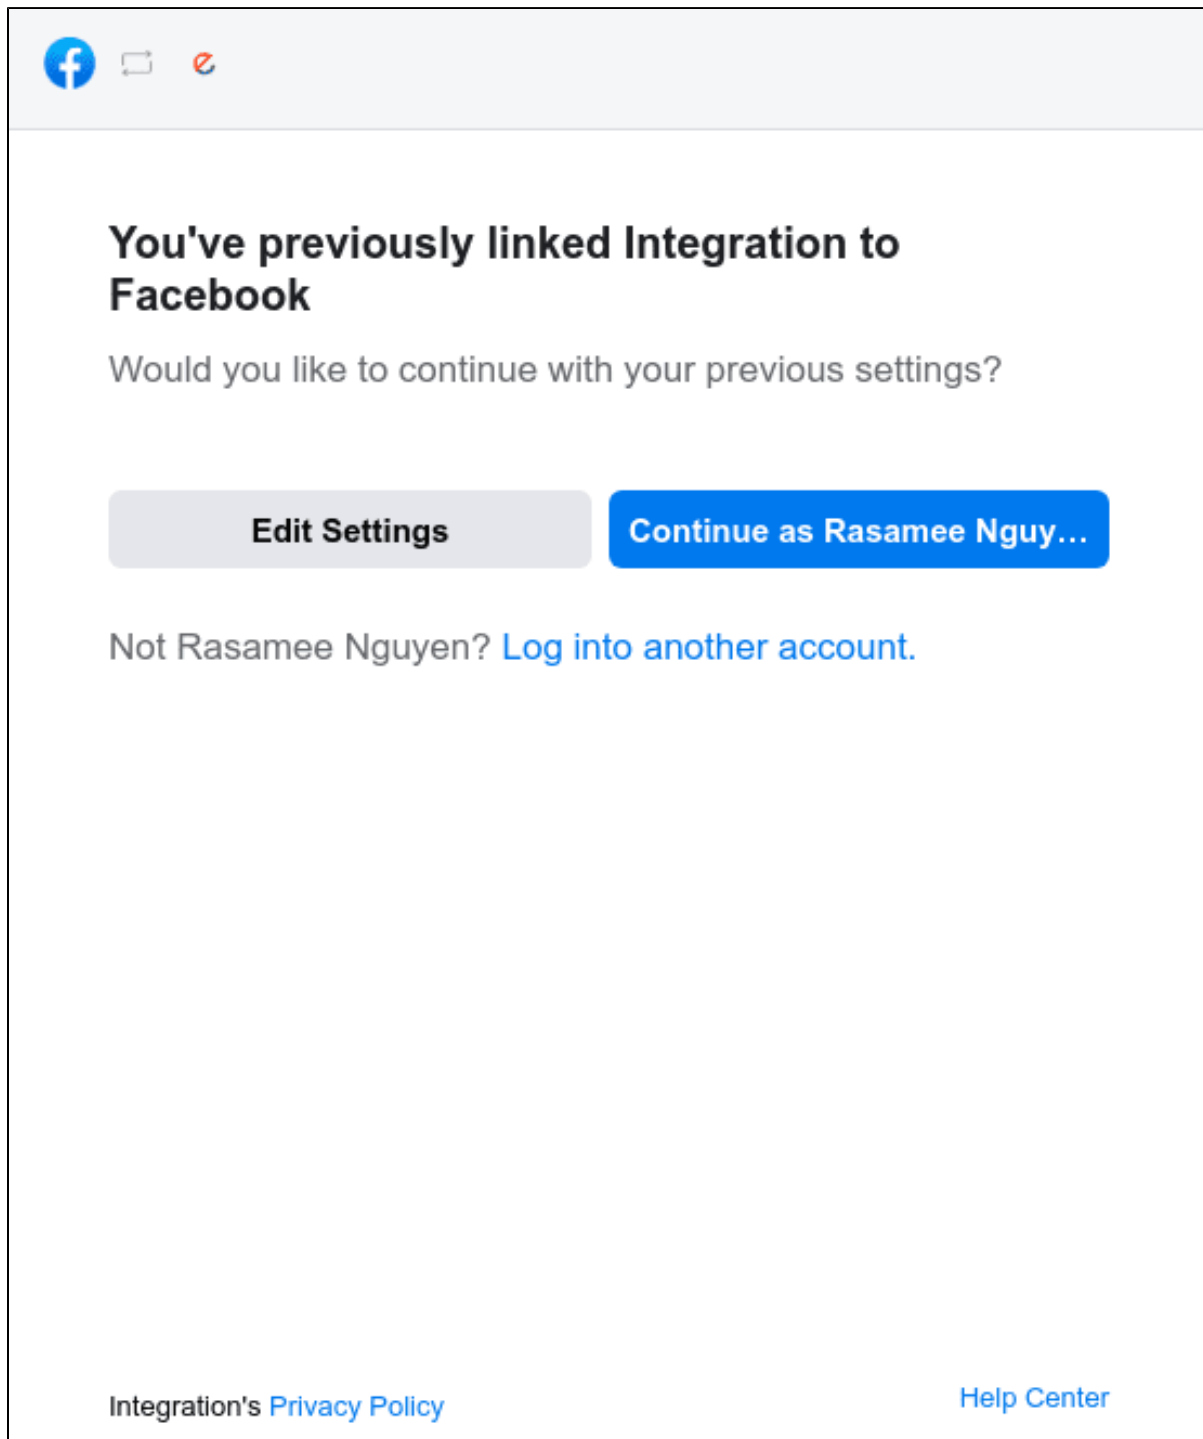 You've previously linked Integration to
Facebook
Would you like to continue with your previous settings?
Edit Settings
Continue as Rasamee Nguy...
Not Rasamee Nguyen? Log into another account.
Integration's Privacy Policy
Help Center